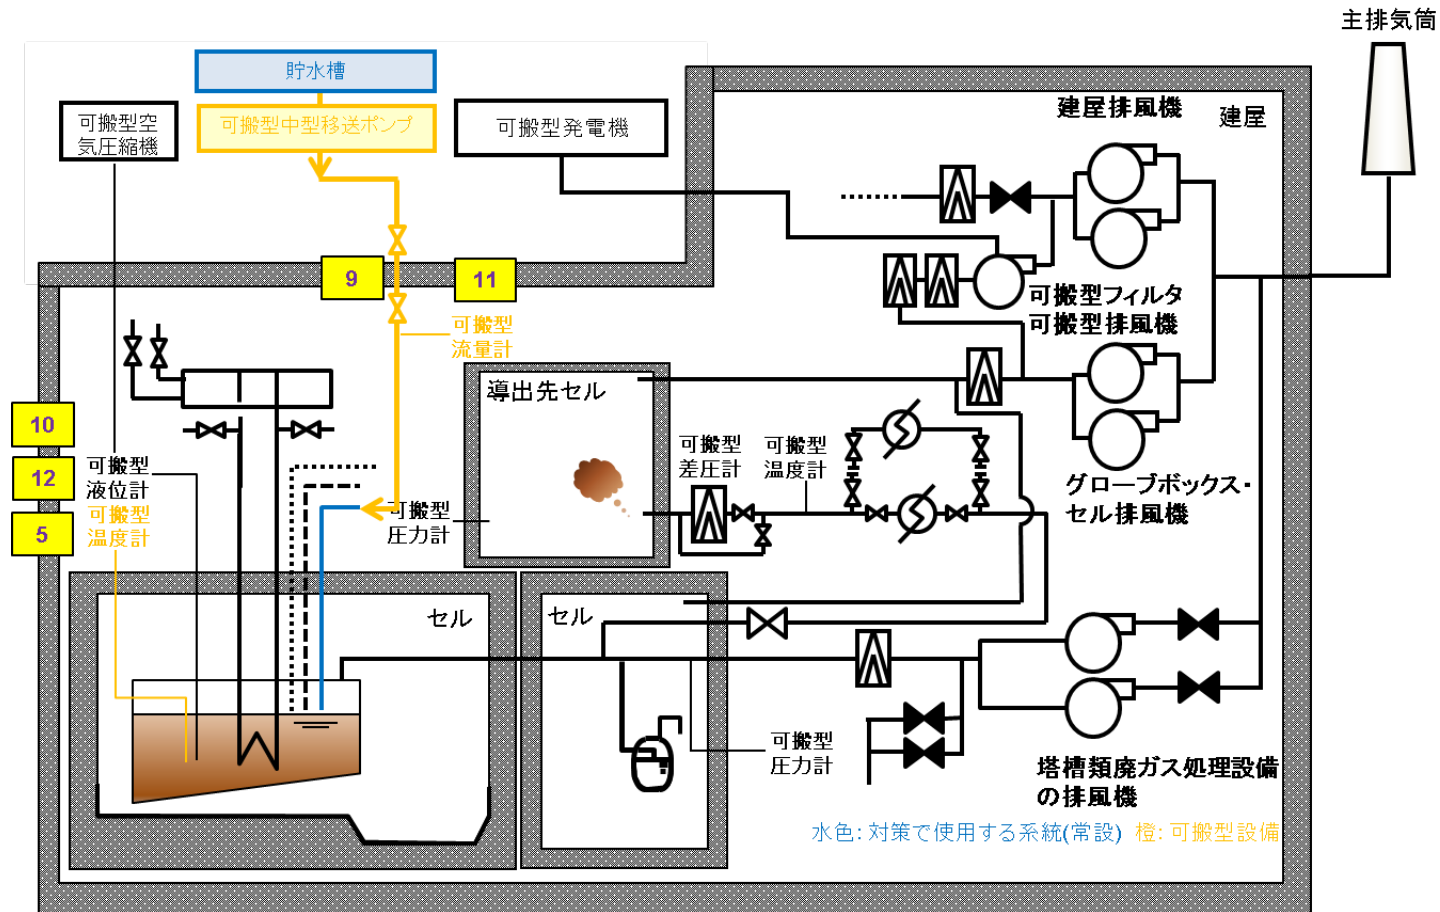 主排気筒
貯水槽
可搬型空
気圧縮機
可搬型中型移送ポンプ
可搬型発電機
建屋排風機
建屋
9
11
可搬型フィルタ
可搬型排風機
可搬型
流量計
導出先セル
10
12
5
可搬型
液位計
可搬型
温度計
可搬型
圧力計
可搬型
差圧計
可搬型
温度計
グローブボックス・
セル排風機
セル
セル
可搬型
圧力計
塔槽類廃ガス処理設備
の排風機
水色: 対策で使用する系統(常設) 橙: 可搬型設備